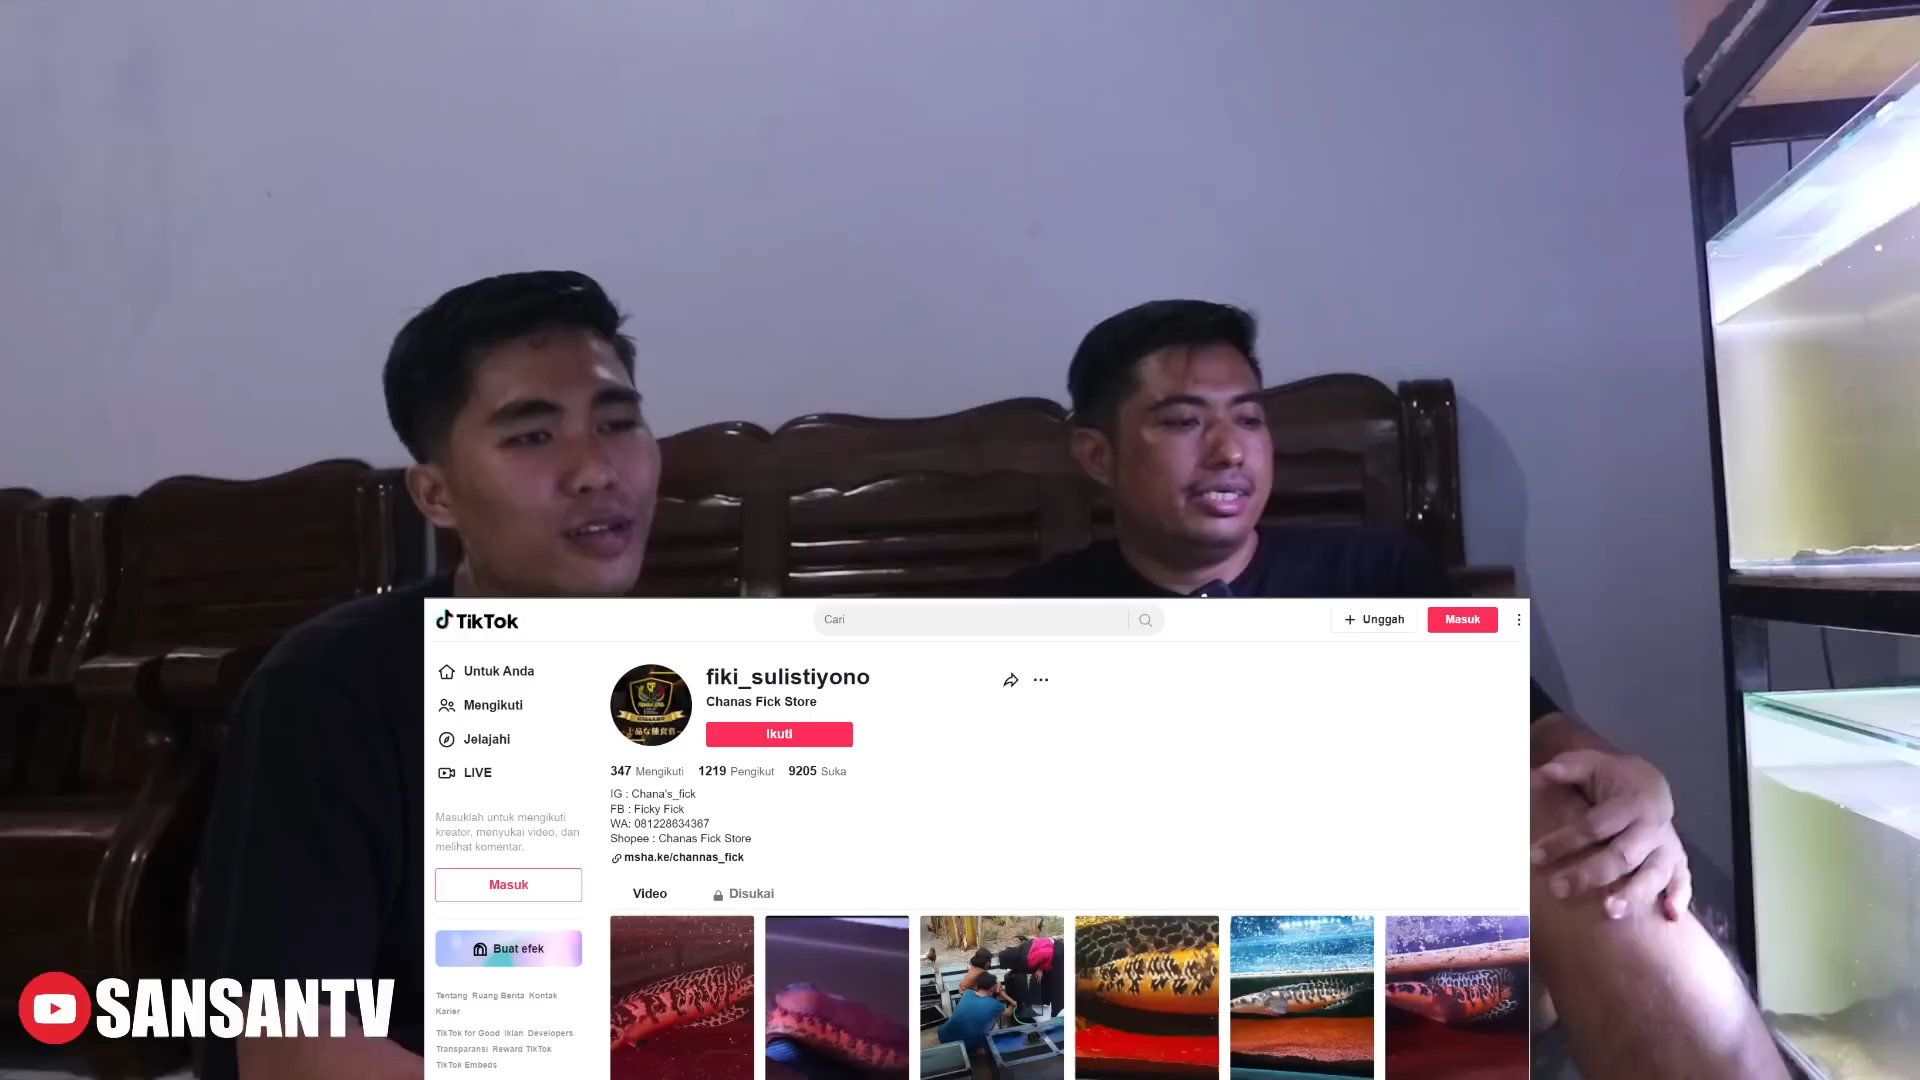 TikTok
Cari
Unggah
Masuk
Untuk Anda
Mengikuti
Jelajahi
LIVE
Masuklah untuk mengikuti
kreator, menyukai video, dan
melihat komentar.
Masuk
Buat efek
Tentang Ruang Berita Kontak
Karier
TikTok for Good Iklan Developers
Transparansi Reward TikTok
TikTok Embeds
fiki_sulistiyono
Chanas Fick Store
Ikuti
347 Mengikuti 1219 Pengikut 9205 Suka
IG : Chana's_fick
FB : Ficky Fick
WA: 081228634367
Shopee : Chanas Fick Store
msha.ke/channas_fick
Video
Disukai
GALLERY
SANSANTV